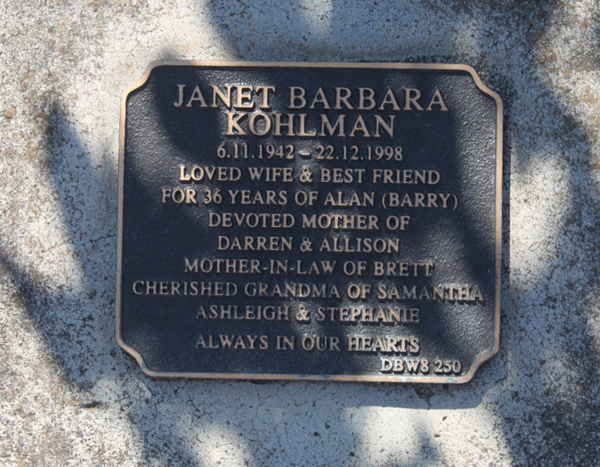 JANET BARBARA
KOHLMAN
6.11.1942 - 22.12.1998
LOVED WIFE & BEST FRIEND
FOR 36 YEARS OF ALAN (BARRY)
DEVOTED MOTHER OF
DARREN & ALLISON
MOTHER-IN-LAW OF BRETT
CHERISHED GRANDMA OF SAMANTHA
ASHLEIGH & STEPHANIE
ALWAYS IN OUR HEARTS
DBW8 250